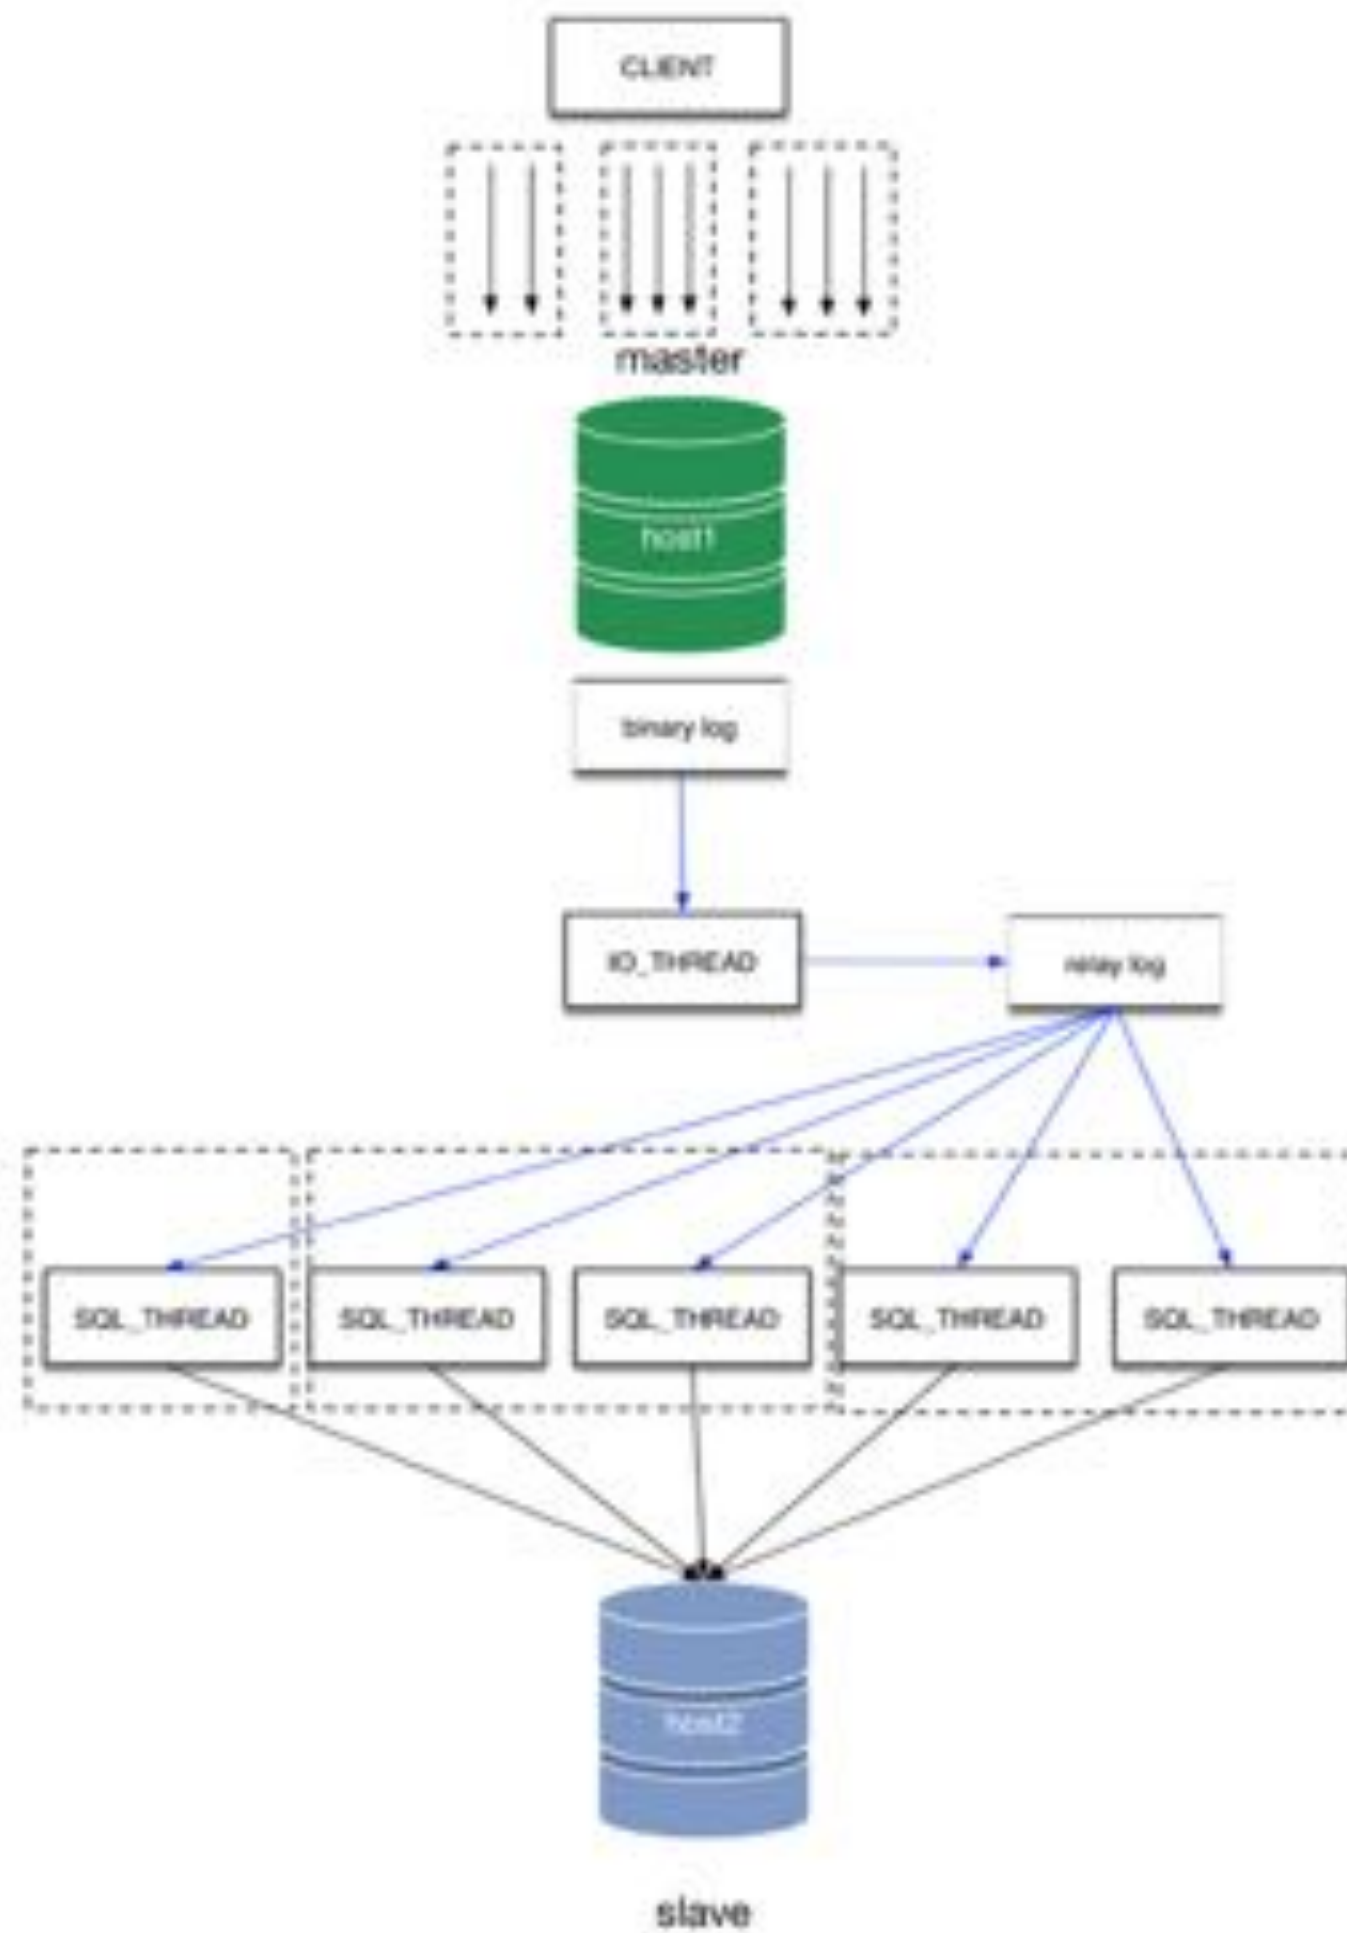 CLIENT
master
host1
binary log
IO_THREAD
relay log
SQL_THREAD
SQL_THREAD
SQL_THREAD
SQL_THREAD
SQL_THREAD
host2
slave